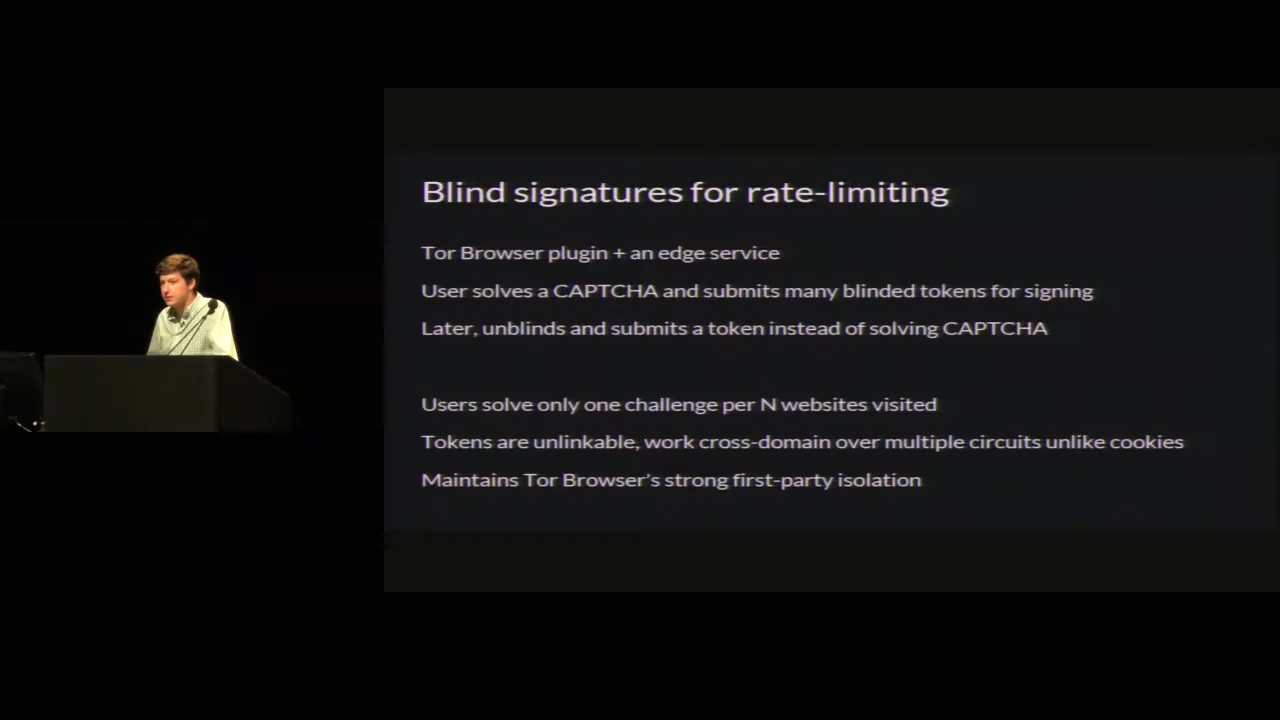 Blind signatures for rate-limiting
Tor Browser plugin + an edge service
User solves a CAPTCHA and submits many blinded tokens for signing
Later, unblinds and submits a token instead of solving CAPTCHA
Users solve only one challenge per N websites visited
Tokens are unlinkable, work cross-domain over multiple circuits unlike cookies
Maintains Tor Browser's strong first-party isolation